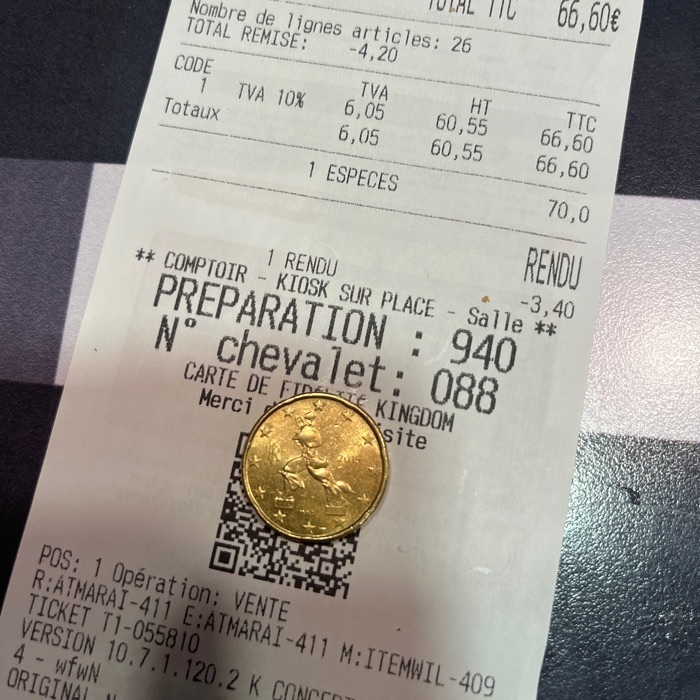 TOTAL TTC 66,60€
Nombre de lignes articles: 26
TOTAL REMISE: -4,20
CODE TVA HT TTC
1 TVA 10% 6,05 60,55 66,60
Totaux 6,05 60,55 66,60
1 ESPECES 70,0
RENDU
1 RENDU -3,40
** COMPTOIR - KIOSK SUR PLACE - Salle **
PREPARATION : 940
N° chevalet: 088
CARTE DE FIDELITE KINGDOM
Merci site
POS: 1 Opération: VENTE
R:ATMARAI-411 E:ATMARAI-411 M:ITEMWIL-409
TICKET T1-055810
VERSION 10.7.1.120.2 K CONCERT
4 - wfwN
ORIGINAL